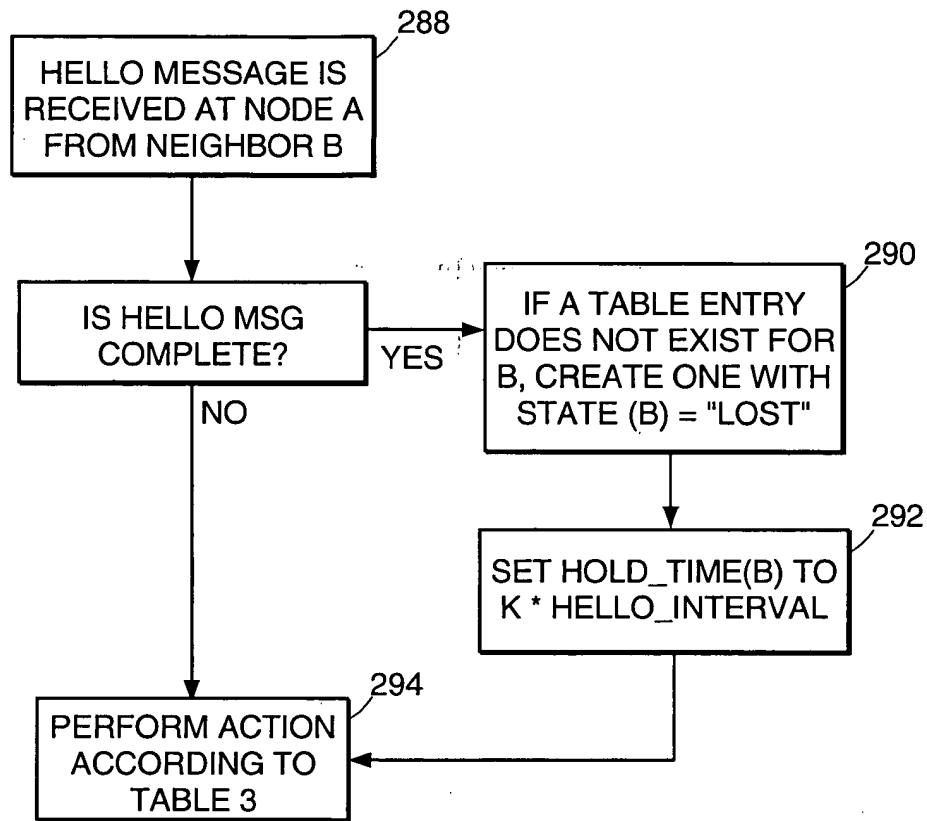 288
HELLO MESSAGE IS
RECEIVED AT NODE A
FROM NEIGHBOR B
IS HELLO MSG
COMPLETE?
YES
NO
290
IF A TABLE ENTRY
DOES NOT EXIST FOR
B, CREATE ONE WITH
STATE (B) = "LOST"
292
SET HOLD_TIME(B) TO
K * HELLO_INTERVAL
294
PERFORM ACTION
ACCORDING TO
TABLE 3